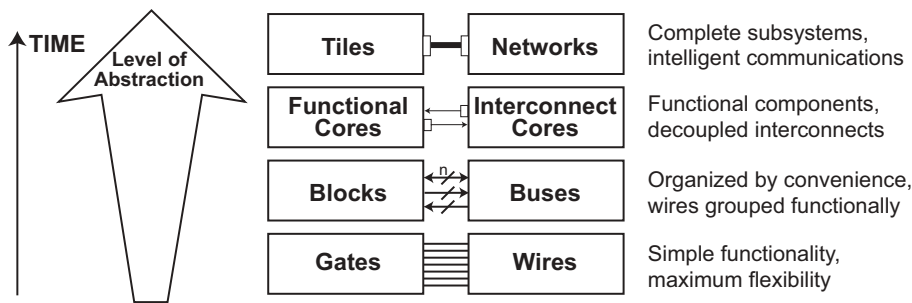 TIME
Level of
Abstraction
Tiles
Networks
Complete subsystems,
intelligent communications
Functional
Cores
Interconnect
Cores
Functional components,
decoupled interconnects
Blocks
n
Buses
Organized by convenience,
wires grouped functionally
Gates
Wires
Simple functionality,
maximum flexibility